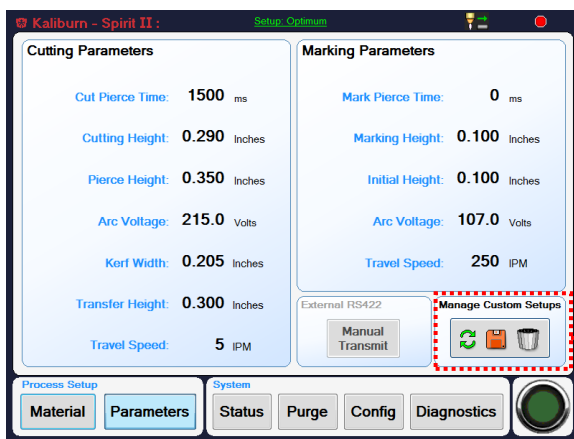 Kaliburn - Spirit II :
Setup: Optimum
Cutting Parameters
Cut Pierce Time: 1500 ms
Cutting Height: 0.290 Inches
Pierce Height: 0.350 Inches
Arc Voltage: 215.0 Volts
Kerf Width: 0.205 Inches
Transfer Height: 0.300 Inches
Travel Speed: 5 IPM
Marking Parameters
Mark Pierce Time: 0 ms
Marking Height: 0.100 Inches
Initial Height: 0.100 Inches
Arc Voltage: 107.0 Volts
Travel Speed: 250 IPM
External RS422
Manual
Transmit
Manage Custom Setups
Process Setup
Material Parameters
System
Status Purge Config Diagnostics